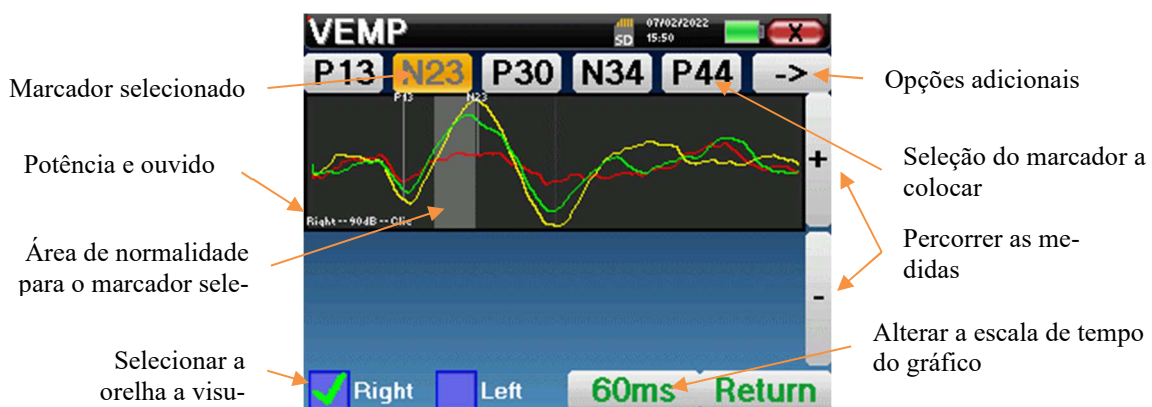 VEMP
SD
07/02/2022
15:50
X
P13 N23 P30 N34 P44 ->
Marcador selecionado
Opções adicionais
P13 N23
Potência e ouvido
+
Seleção do marcador a
colocar
Right -- 90dB -- Clic
Área de normalidade
para o marcador sele-
Percorrer as me-
didas
-
Alterar a escala de tempo
do gráfico
Selecionar a
orelha a visu-
Right Left 60ms Return